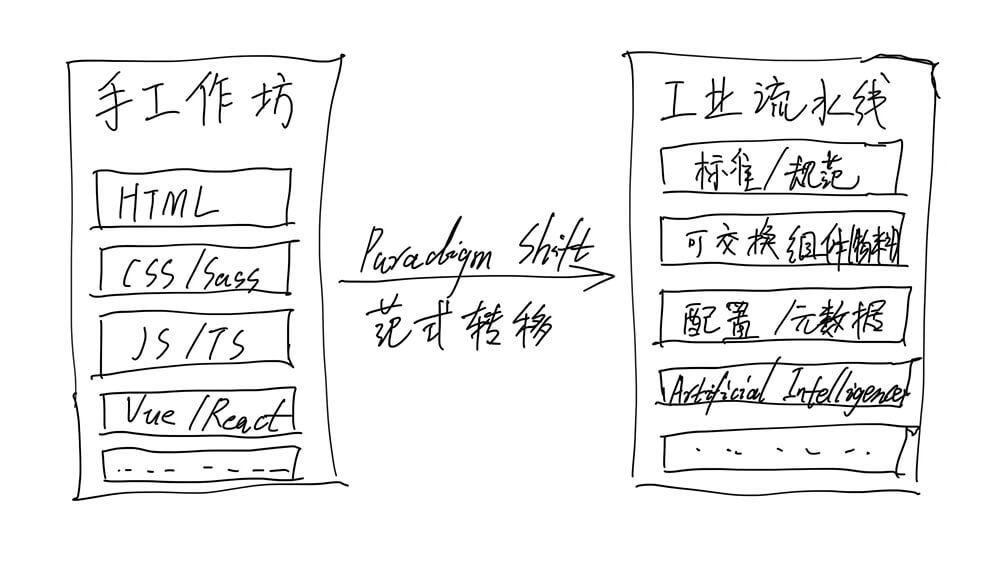 手工作坊
HTML
CSS/Sass
JS/TS
Vue/React
Paradigm Shift
范式转移
工业流水线
标准/规范
可交换组件/物料
配置/元数据
Artificial Intelligence